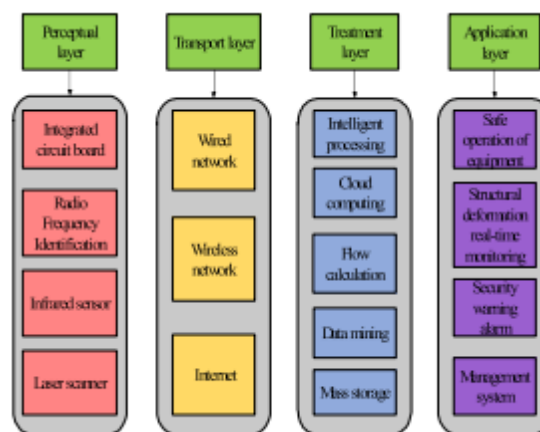 Perceptual
layer
Transport layer
Treatment
layer
Application
layer
Integrated
circuit board
Radio
Frequency
Identification
Infrared sensor
Laser scanner
Wired
network
Wireless
network
Internet
Intelligent
processing
Cloud
computing
Flow
calculation
Data mining
Mass storage
Safe
operation of
equipment
Structural
deformation
real-time
monitoring
Security
warning
alarm
Management
system